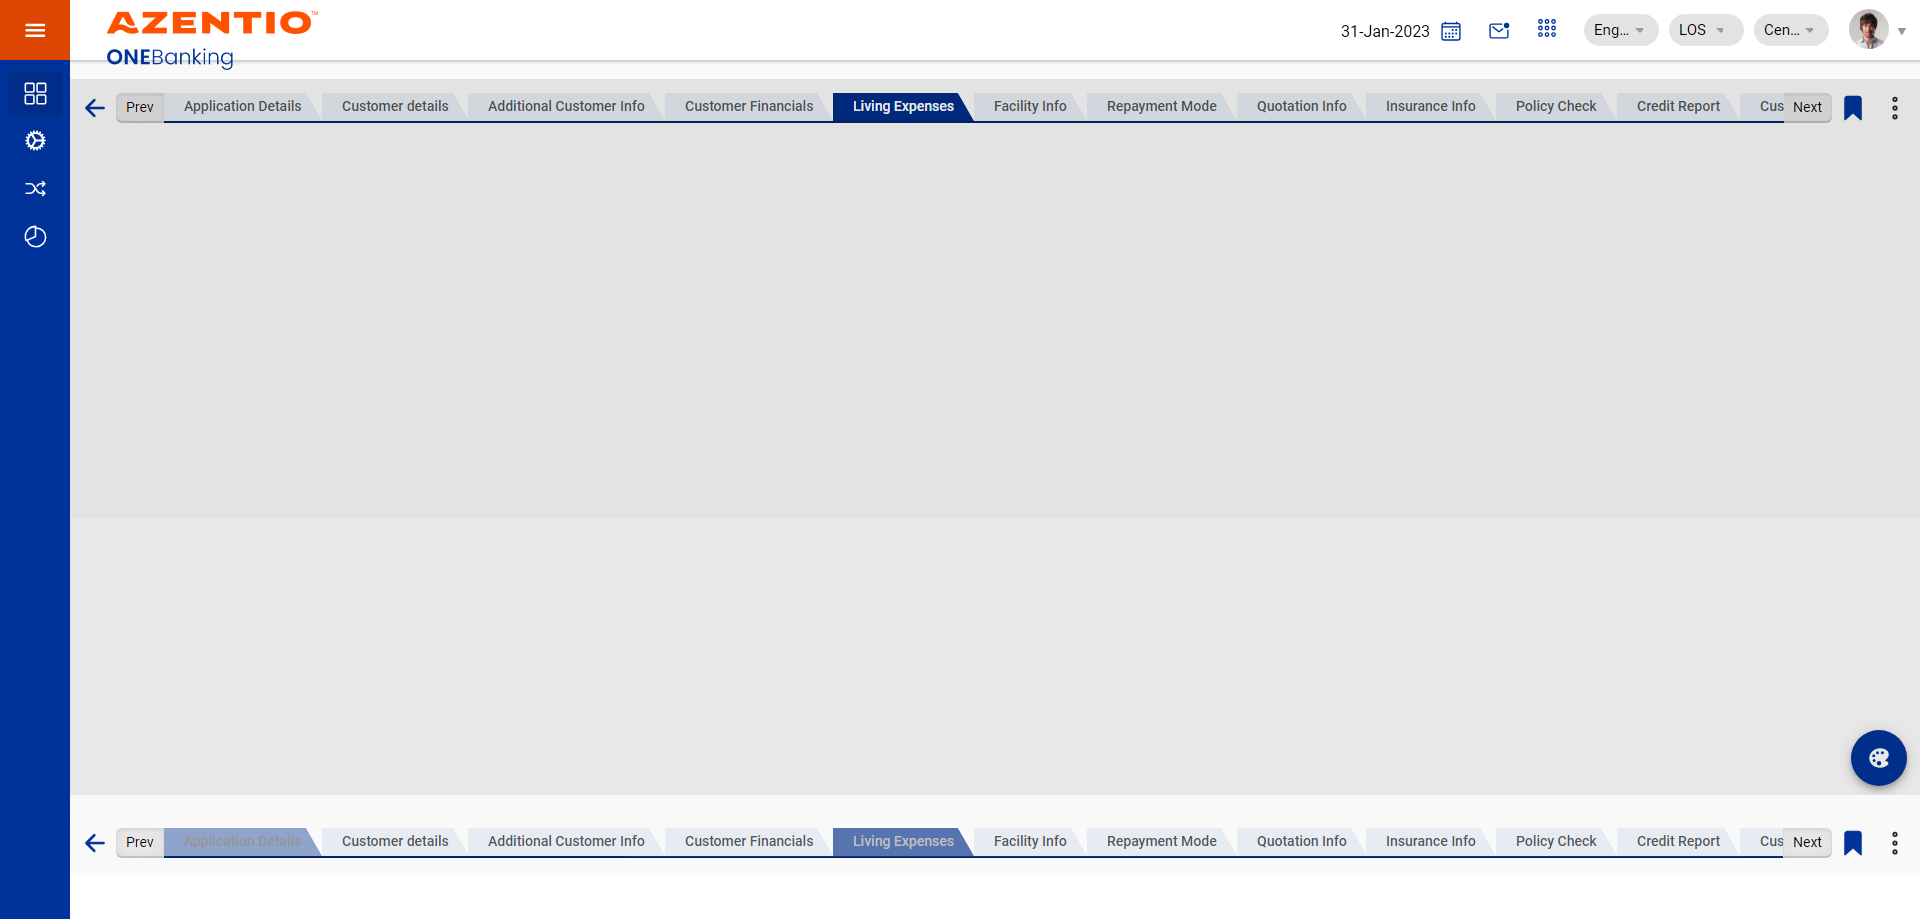 AZENTIO™
ONEBanking
31-Jan-2023
Eng...
LOS
Cen...
Prev
Application Details
Customer details
Additional Customer Info
Customer Financials
Living Expenses
Facility Info
Repayment Mode
Quotation Info
Insurance Info
Policy Check
Credit Report
Cus
Next
Prev
Application Details
Customer details
Additional Customer Info
Customer Financials
Living Expenses
Facility Info
Repayment Mode
Quotation Info
Insurance Info
Policy Check
Credit Report
Cus
Next